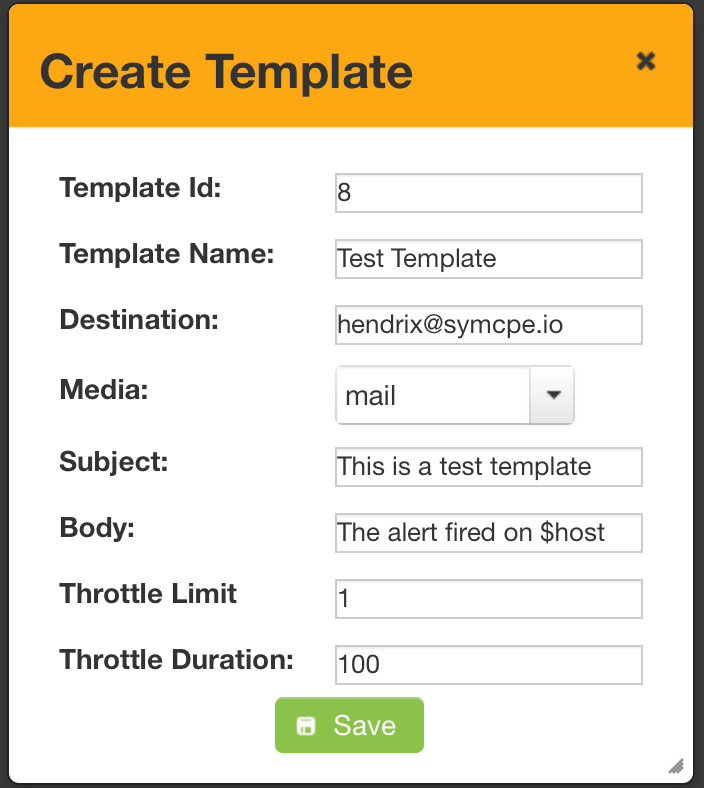 Create Template
Template Id: 8
Template Name: Test Template
Destination: hendrix@symcpe.io
Media: mail
Subject: This is a test template
Body: The alert fired on $host
Throttle Limit 1
Throttle Duration: 100
Save